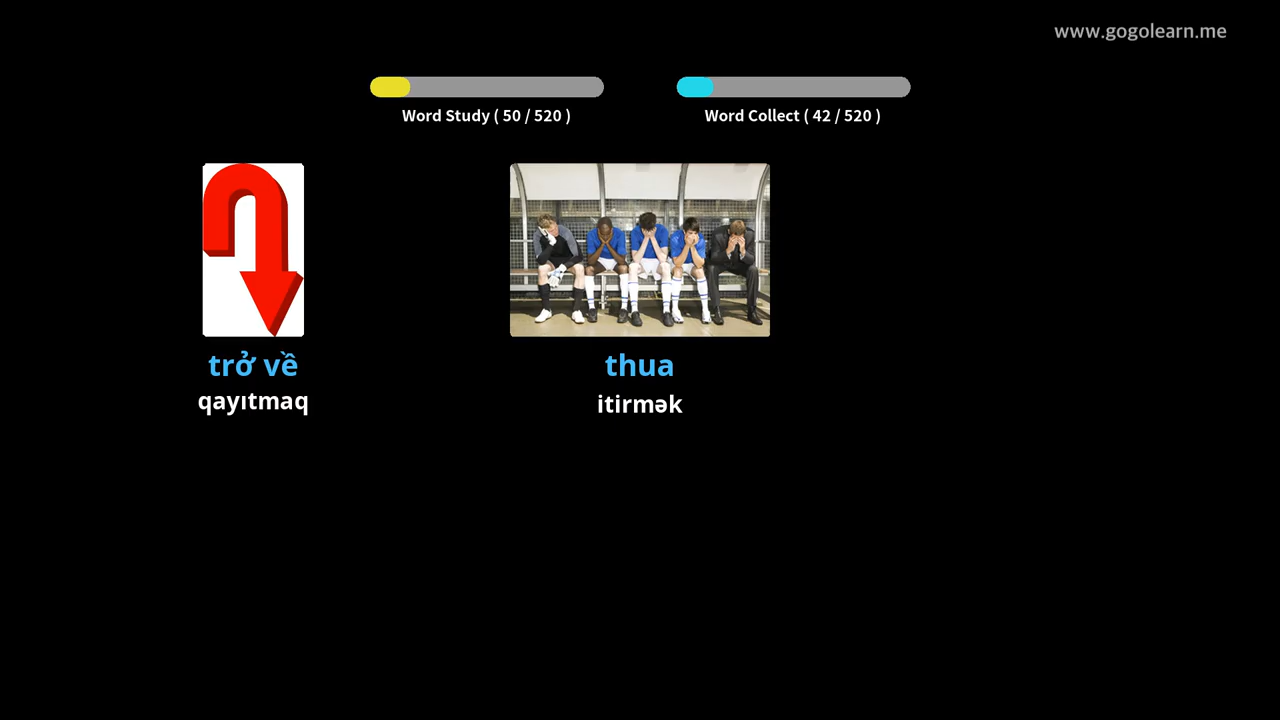 www.gogolearn.me
Word Study ( 50 / 520 )
Word Collect ( 42 / 520 )
trở về
qayıtmaq
thua
itirmək